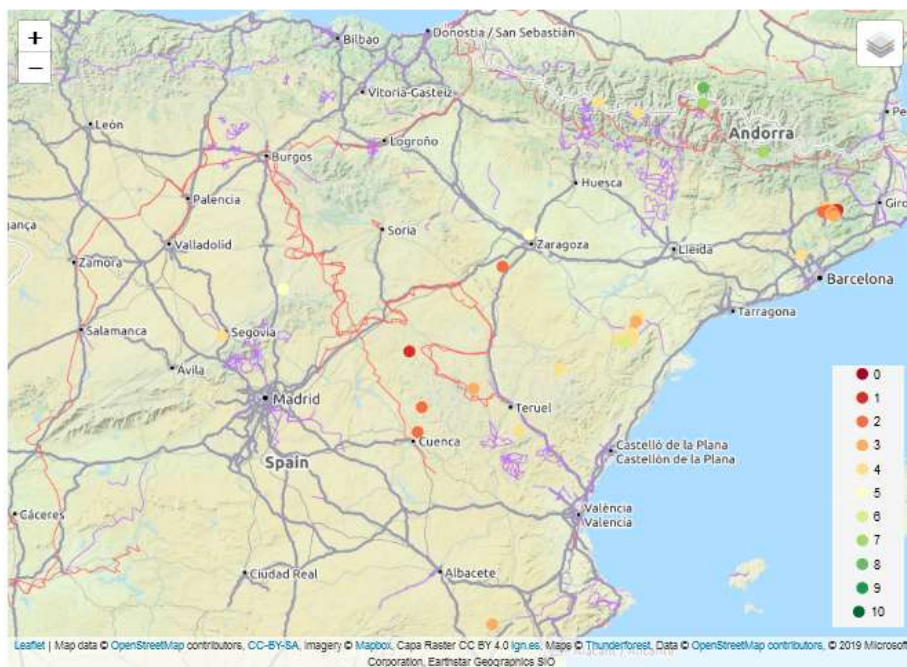 +
−
Bilbao
Donostia / San Sebastián
Vitoria-Gasteiz
León
Logroño
Andorra
Burgos
Huesca
Palencia
Soria
Valladolid
Zaragoza
Lleida
Zamora
Barcelona
Tarragona
Salamanca
Segovia
Ávila
Madrid
Teruel
Cuenca
Castelló de la Plana
Castellón de la Plana
Spain
València
Valencia
Cáceres
Ciudad Real
Albacete
0
1
2
3
4
5
6
7
8
9
10
Leaflet | Map data © OpenStreetMap contributors, CC-BY-SA, Imagery © Mapbox, Capa Raster CC BY 4.0 ign.es, Maps © Thunderforest, Data © OpenStreetMap contributors, © 2019 Microsoft
Corporation, Earthstar Geographics SIO